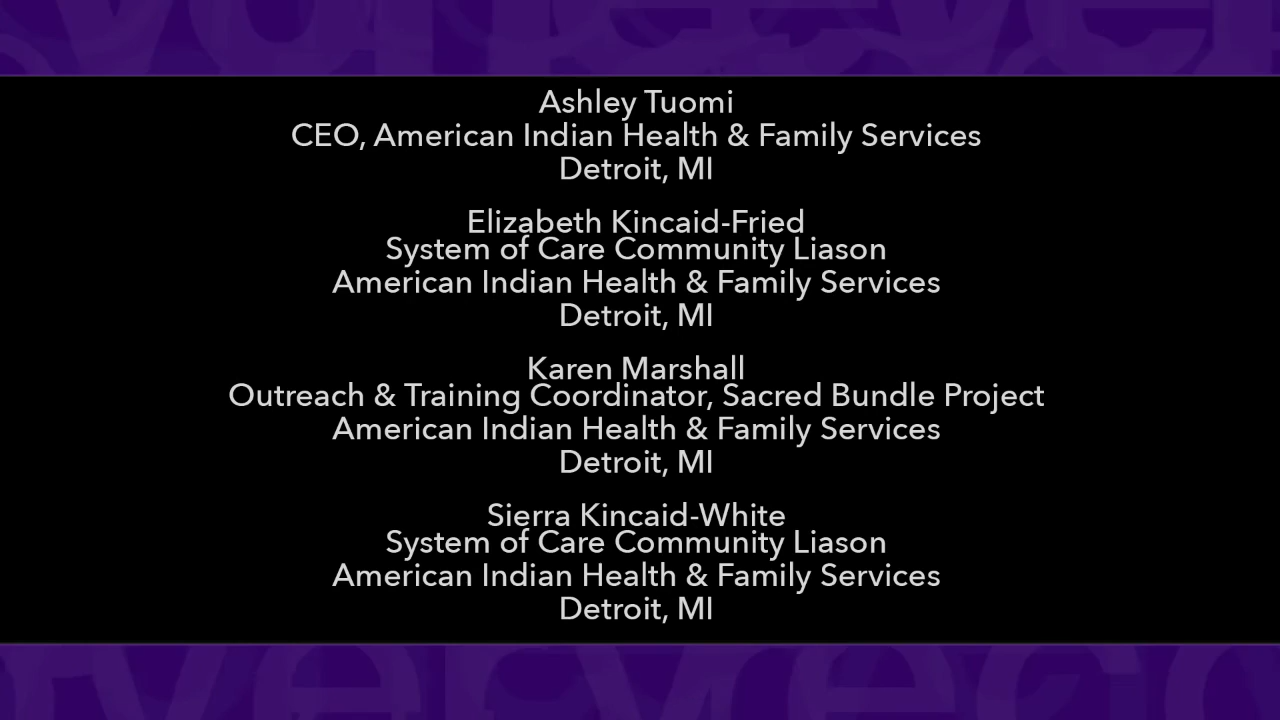 Ashley Tuomi
CEO, American Indian Health & Family Services
Detroit, MI
Elizabeth Kincaid-Fried
System of Care Community Liason
American Indian Health & Family Services
Detroit, MI
Karen Marshall
Outreach & Training Coordinator, Sacred Bundle Project
American Indian Health & Family Services
Detroit, MI
Sierra Kincaid-White
System of Care Community Liason
American Indian Health & Family Services
Detroit, MI